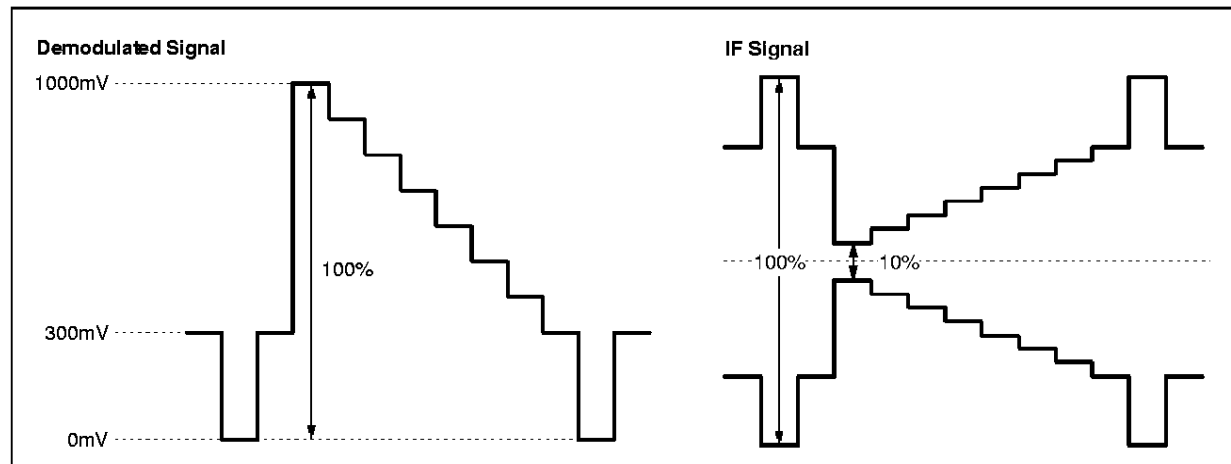 Demodulated Signal
1000mV
100%
300mV
0mV
IF Signal
100%
10%